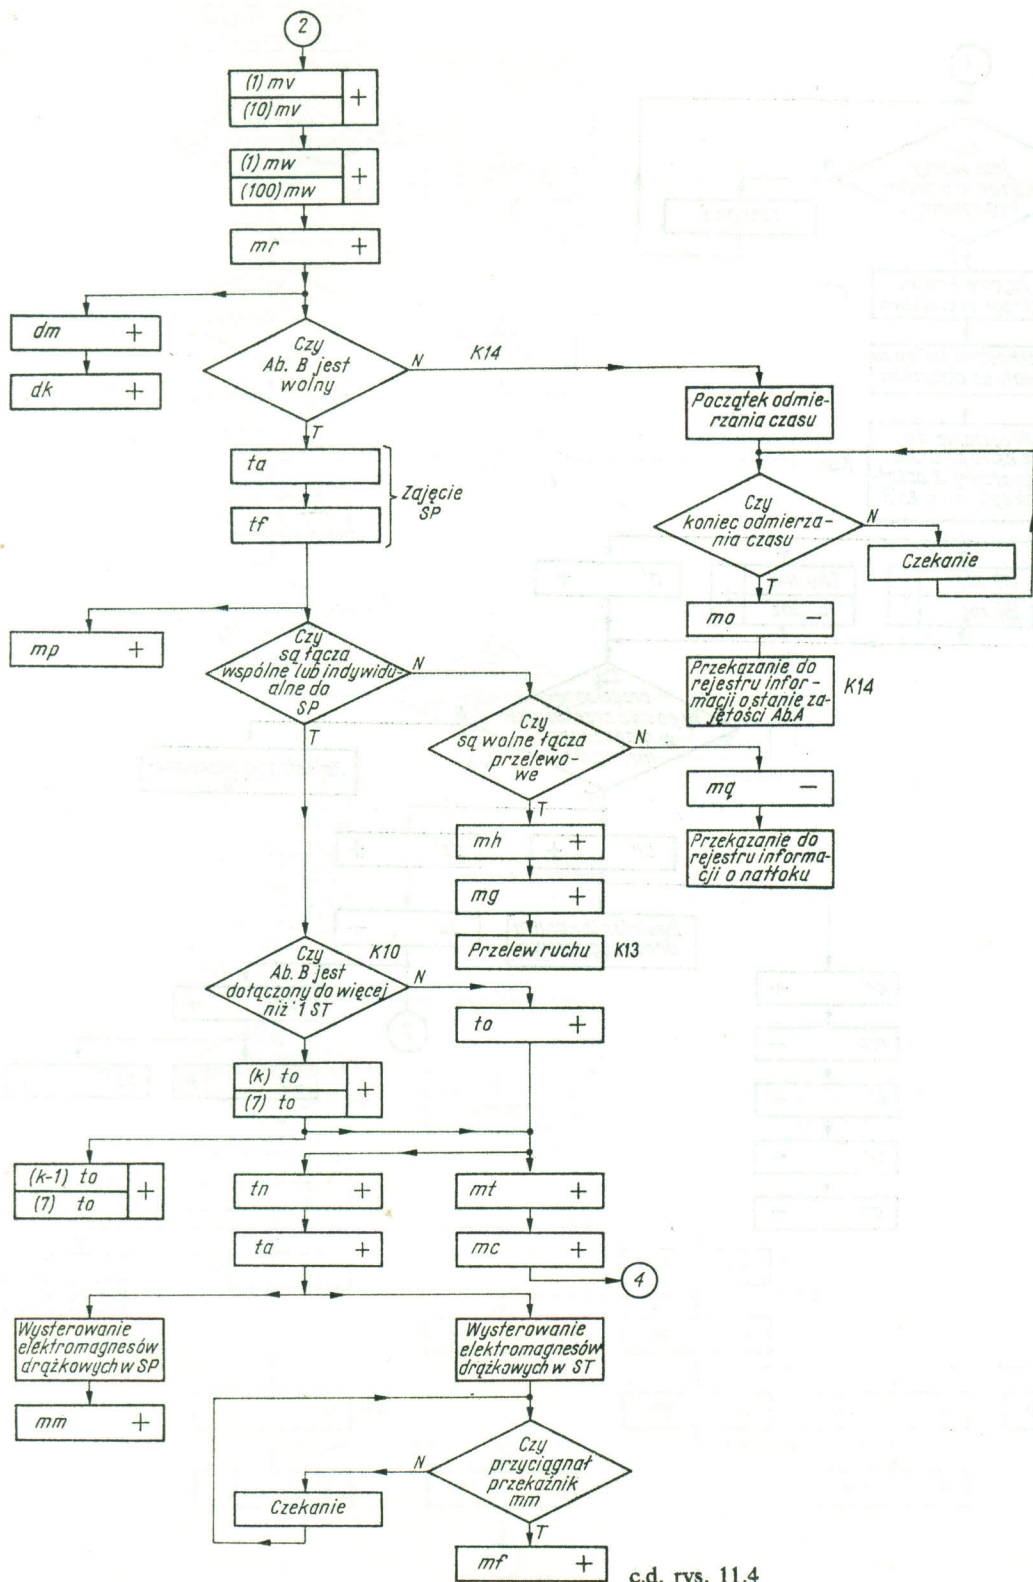 2
(1) mv
+
(10) mv
(1) mw
+
(100) mw
mr +
dm +
dk +
Czy
Ab. B jest
wolny
N
K14
T
Początek odmie-
rzania czasu
ta
tf
Zajęcie
SP
Czy
koniec odmierza-
nia czasu
N
Czekanie
T
mo −
Przekazanie do
rejestru infor-
macji o stanie za-
jętości Ab.A
K14
mp +
Czy
są łącza
wspólne lub indywidu-
alne do
SP
N
T
Czy
są wolne łącza
przelewo-
we
N
T
mq −
Przekazanie do
rejestru informa-
cji o natłoku
mh +
mg +
Przelew ruchu
K13
Czy
Ab. B jest
dołączony do więcej
niż 1 ST
K10
N
to +
(k) to
+
(7) to
(k-1) to
+
(7) to
tn +
mt +
ta +
mc +
4
Wysterowanie
elektromagnesów
drążkowych w SP
mm +
Wysterowanie
elektromagnesów
drążkowych w ST
Czy
przyciągnął
przekaźnik
mm
N
Czekanie
T
mf +
c.d. rys. 11.4